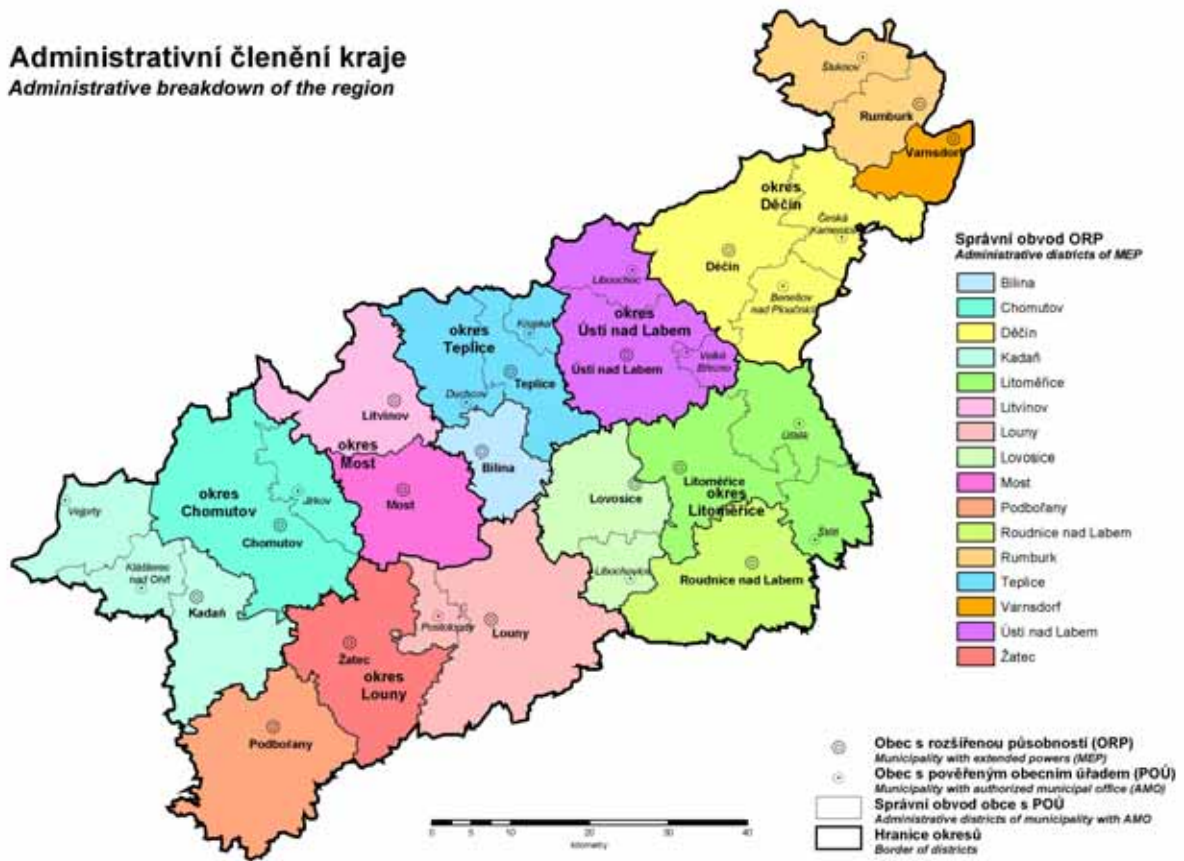 Administrativní členění kraje
Administrative breakdown of the region
Šluknov
Rumburk
Varnsdorf
okres
Děčín
Česká
Kamenice
Děčín
Benešov
nad Ploučnicí
Libouchec
okres
Ústí nad Labem
Ústí nad Labem
Velké
Březno
okres
Teplice
Krupka
Teplice
Duchcov
Bílina
Litvínov
okres
Most
Most
okres
Chomutov
Jirkov
Chomutov
Vejprty
Klášterec
nad Ohří
Kadaň
Lovosice
Litoměřice
okres
Litoměřice
Úštěk
Štětí
Libochovice
Roudnice nad Labem
Postoloprty
Louny
Žatec
okres
Louny
Podbořany
Správní obvod ORP
Administrative districts of MEP
Bílina
Chomutov
Děčín
Kadaň
Litoměřice
Litvínov
Louny
Lovosice
Most
Podbořany
Roudnice nad Labem
Rumburk
Teplice
Varnsdorf
Ústí nad Labem
Žatec
Obec s rozšířenou působností (ORP)
Municipality with extended powers (MEP)
Obec s pověřeným obecním úřadem (POÚ)
Municipality with authorized municipal office (AMO)
Správní obvod obce s POÚ
Administrative districts of municipality with AMO
Hranice okresů
Border of districts
0 5 10 20 30 40
kilometry